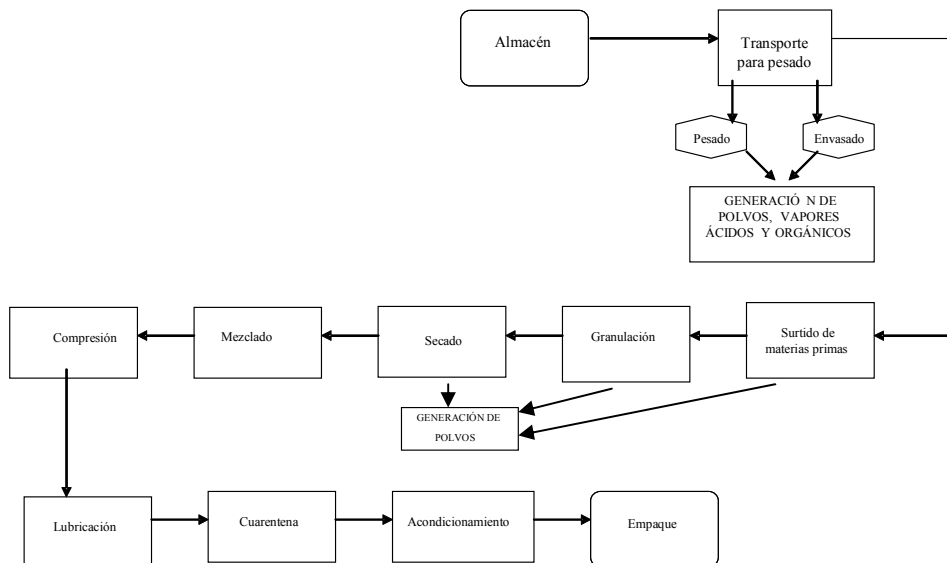 Almacén
Transporte
para pesado
Pesado
Envasado
GENERACIÓ N DE
POLVOS, VAPORES
ÁCIDOS Y ORGÁNICOS
Compresión
Mezclado
Secado
Granulación
Surtido de
materias primas
GENERACIÓN DE
POLVOS
Lubricación
Cuarentena
Acondicionamiento
Empaque